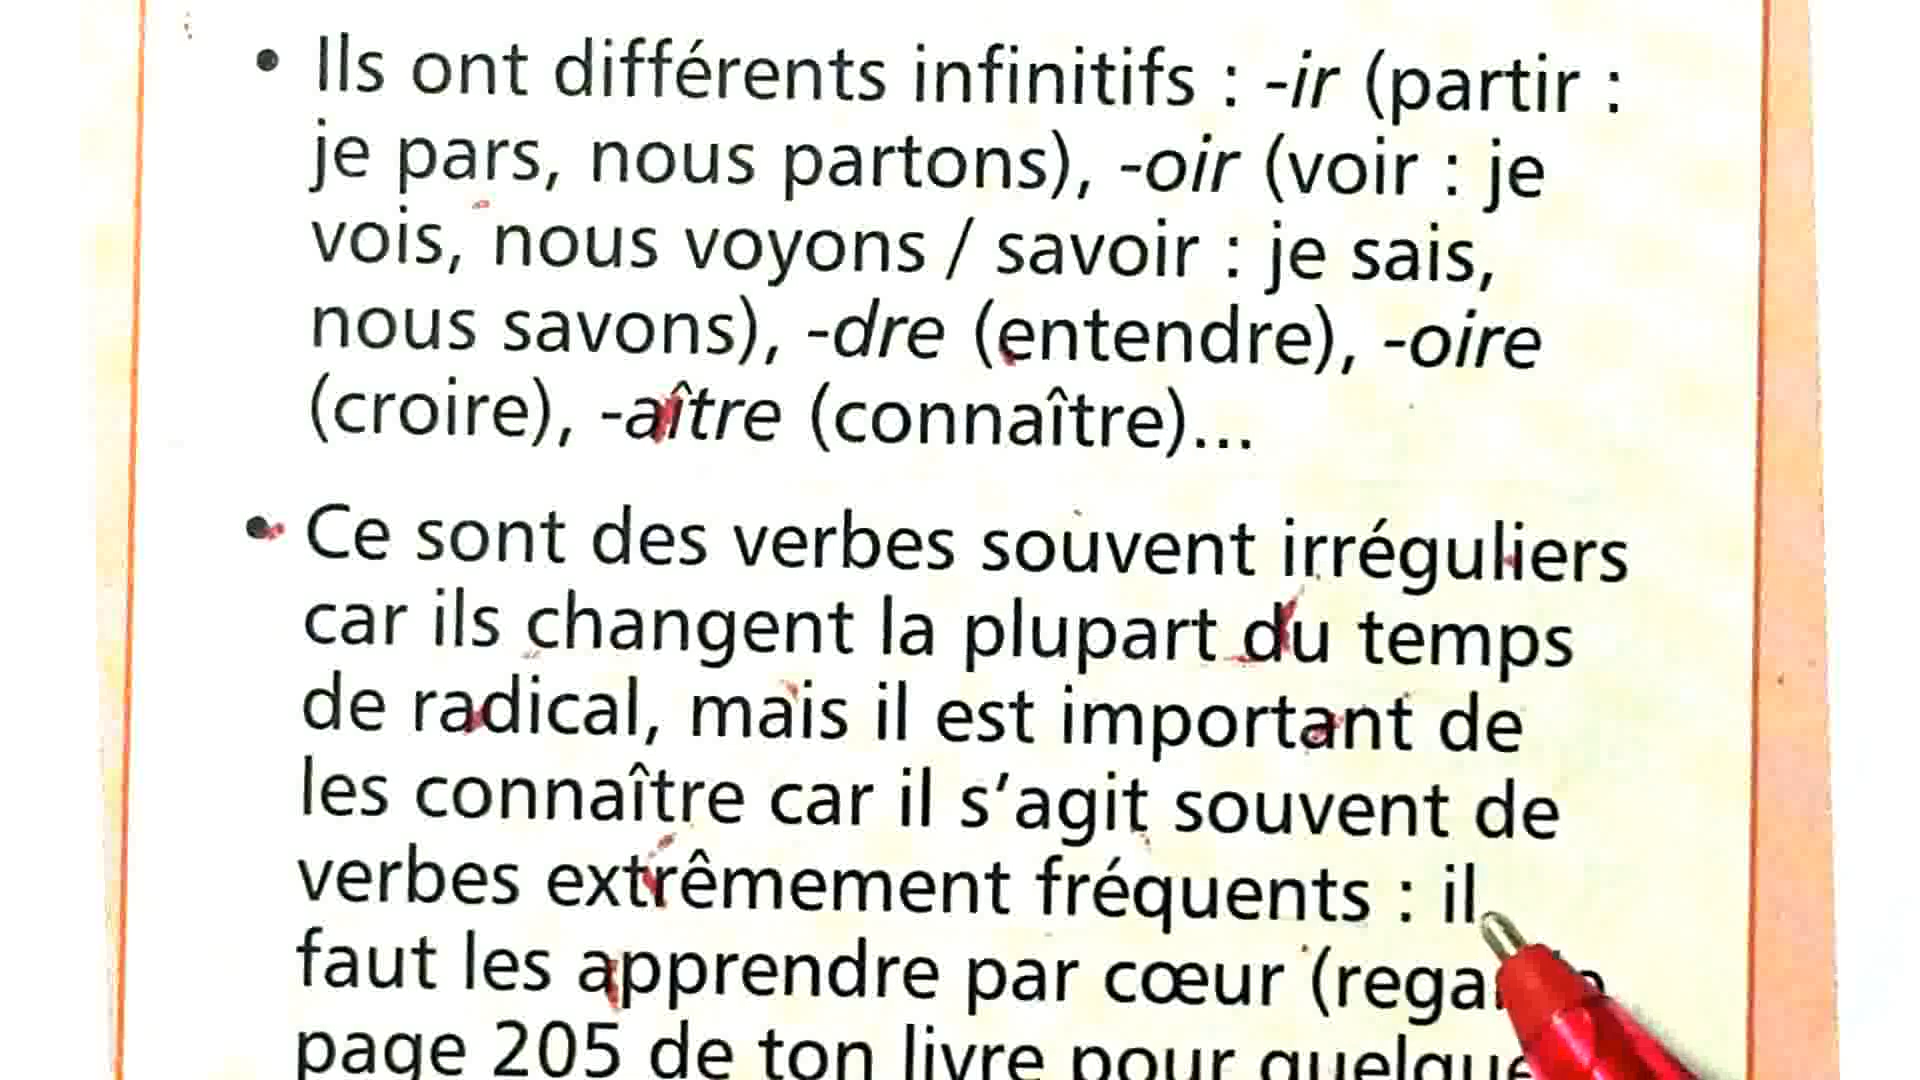 • Ils ont différents infinitifs : -ir (partir :
je pars, nous partons), -oir (voir : je
vois, nous voyons / savoir : je sais,
nous savons), -dre (entendre), -oire
(croire), -aître (connaître)...
• Ce sont des verbes souvent irréguliers
car ils changent la plupart du temps
de radical, mais il est important de
les connaître car il s’agit souvent de
verbes extrêmement fréquents : il
faut les apprendre par cœur (
page 205 de ton livre pour